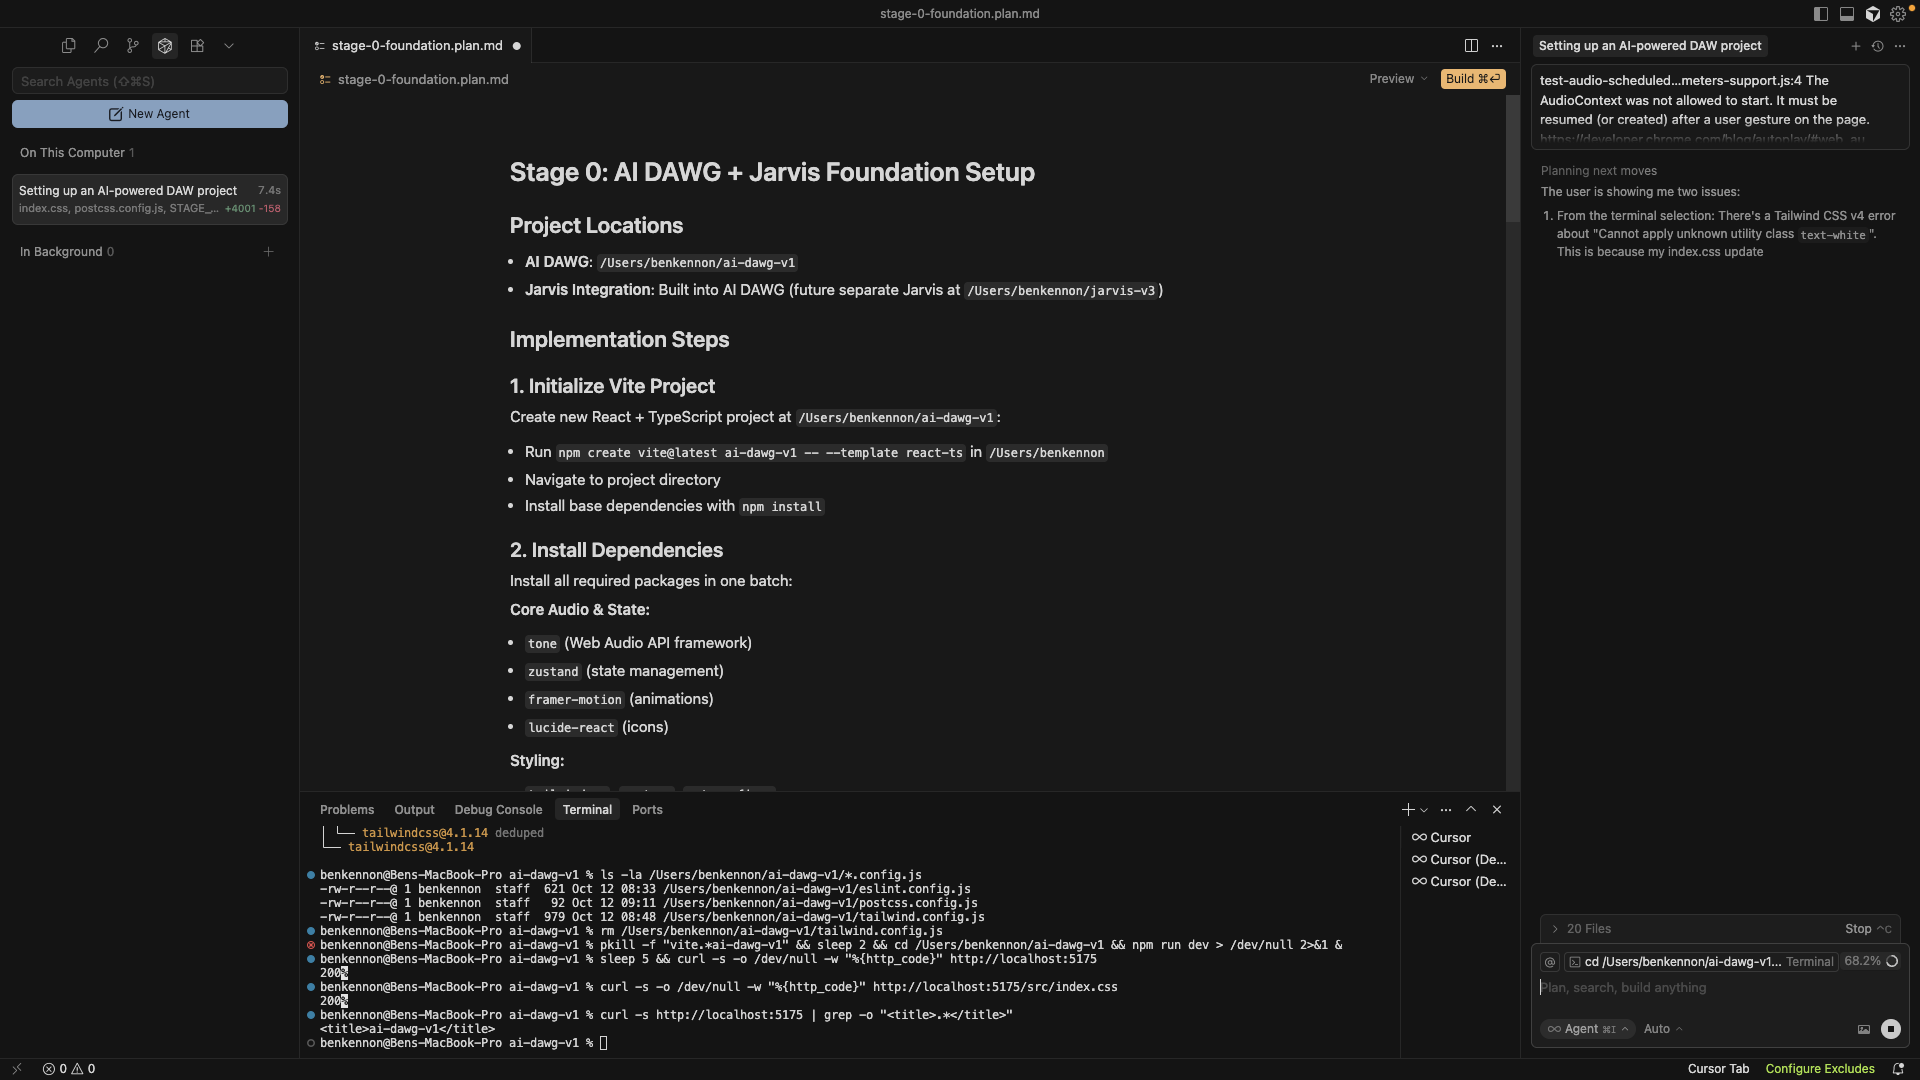 stage-0-foundation.plan.md
Search Agents (⇧⌘S)
New Agent
On This Computer 1
Setting up an AI-powered DAW project 7.4s
index.css, postcss.config.js, STAGE_... +4001 -158
In Background 0
stage-0-foundation.plan.md
stage-0-foundation.plan.md
Preview
Build ⌘⏎
Stage 0: AI DAWG + Jarvis Foundation Setup
Project Locations
• AI DAWG: /Users/benkennon/ai-dawg-v1
• Jarvis Integration: Built into AI DAWG (future separate Jarvis at /Users/benkennon/jarvis-v3)
Implementation Steps
1. Initialize Vite Project
Create new React + TypeScript project at /Users/benkennon/ai-dawg-v1:
• Run npm create vite@latest ai-dawg-v1 -- --template react-ts in /Users/benkennon
• Navigate to project directory
• Install base dependencies with npm install
2. Install Dependencies
Install all required packages in one batch:
Core Audio & State:
• tone (Web Audio API framework)
• zustand (state management)
• framer-motion (animations)
• lucide-react (icons)
Styling:
Problems Output Debug Console Terminal Ports
└── tailwindcss@4.1.14 deduped
└── tailwindcss@4.1.14
benkennon@Bens-MacBook-Pro ai-dawg-v1 % ls -la /Users/benkennon/ai-dawg-v1/*.config.js
-rw-r--r--@ 1 benkennon staff 621 Oct 12 08:33 /Users/benkennon/ai-dawg-v1/eslint.config.js
-rw-r--r--@ 1 benkennon staff 92 Oct 12 09:11 /Users/benkennon/ai-dawg-v1/postcss.config.js
-rw-r--r--@ 1 benkennon staff 979 Oct 12 08:48 /Users/benkennon/ai-dawg-v1/tailwind.config.js
benkennon@Bens-MacBook-Pro ai-dawg-v1 % rm /Users/benkennon/ai-dawg-v1/tailwind.config.js
benkennon@Bens-MacBook-Pro ai-dawg-v1 % pkill -f "vite.*ai-dawg-v1" && sleep 2 && cd /Users/benkennon/ai-dawg-v1 && npm run dev > /dev/null 2>&1 &
benkennon@Bens-MacBook-Pro ai-dawg-v1 % sleep 5 && curl -s -o /dev/null -w "%{http_code}" http://localhost:5175
200%
benkennon@Bens-MacBook-Pro ai-dawg-v1 % curl -s -o /dev/null -w "%{http_code}" http://localhost:5175/src/index.css
200%
benkennon@Bens-MacBook-Pro ai-dawg-v1 % curl -s http://localhost:5175 | grep -o "<title>.*</title>"
<title>ai-dawg-v1</title>
benkennon@Bens-MacBook-Pro ai-dawg-v1 %
Cursor
Cursor (De...
Cursor (De...
Setting up an AI-powered DAW project
test-audio-scheduled...meters-support.js:4 The
AudioContext was not allowed to start. It must be
resumed (or created) after a user gesture on the page.
https://developer.chrome.com/blog/autoplay/#web_au
Planning next moves
The user is showing me two issues:
1. From the terminal selection: There's a Tailwind CSS v4 error
about "Cannot apply unknown utility class text-white".
This is because my index.css update
20 Files
Stop ^C
@ cd /Users/benkennon/ai-dawg-v1... Terminal 68.2%
Plan, search, build anything
Agent ⌘I
Auto
0 0
Cursor Tab
Configure Excludes